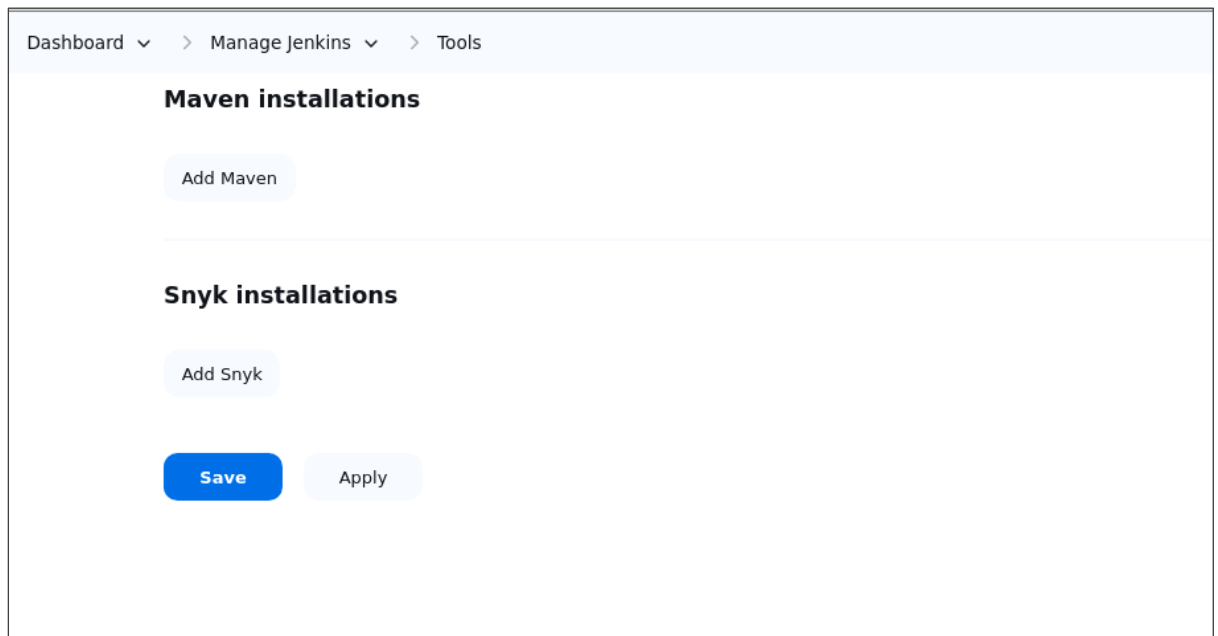 Dashboard > Manage Jenkins > Tools
Maven installations
Add Maven
Snyk installations
Add Snyk
Save Apply